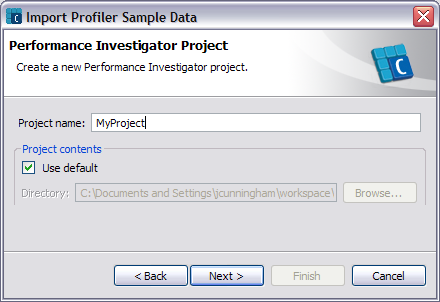 Import Profiler Sample Data
Performance Investigator Project
Create a new Performance Investigator project.
C
Project name: MyProject
Project contents
Use default
Directory: C:\Documents and Settings\jcunningham\workspace\ Browse...
< Back Next > Finish Cancel